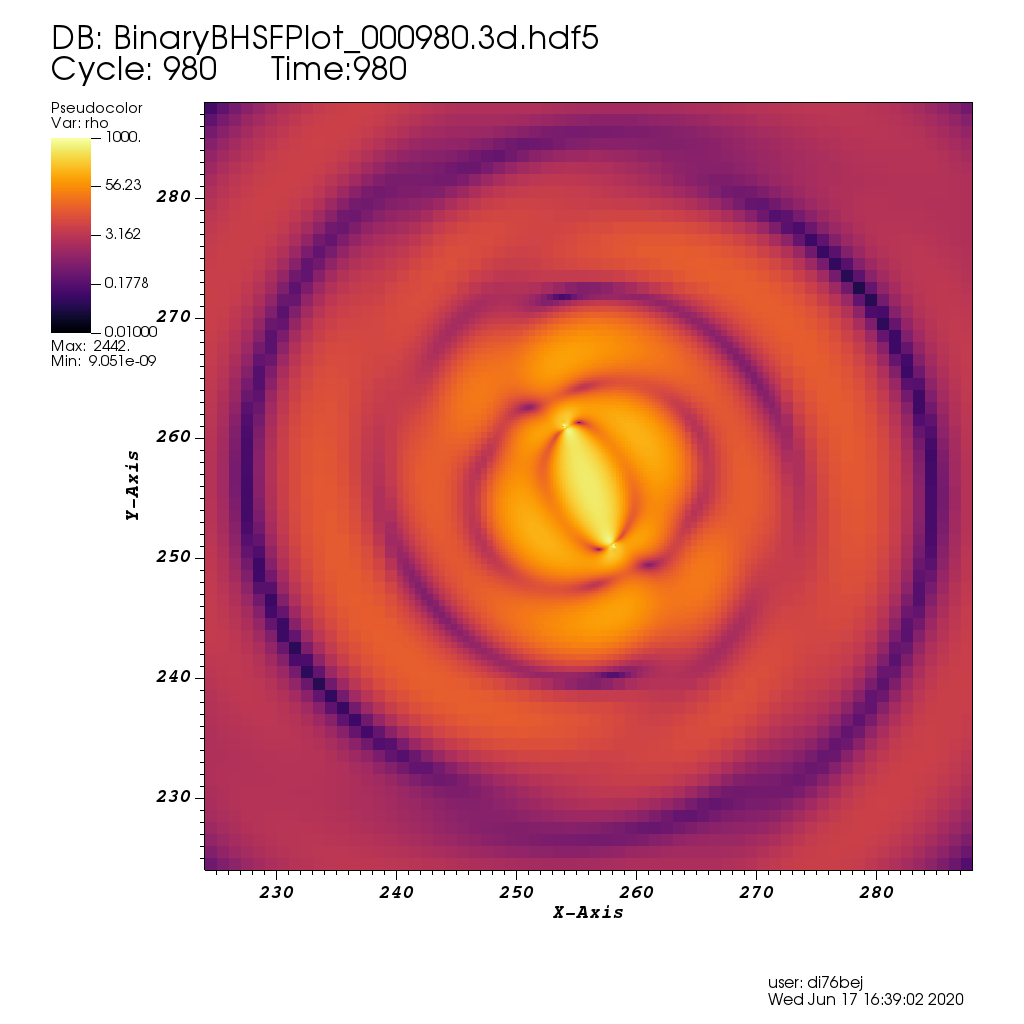 DB: BinaryBHSFPlot_000980.3d.hdf5
Cycle: 980 Time:980
Pseudocolor
Var: rho
1000.
56.23
3.162
0.1778
0.01000
Max: 2442.
Min: 9.051e-09
280
270
260
250
240
230
Y-Axis
230 240 250 260 270 280
X-Axis
user: di76bej
Wed Jun 17 16:39:02 2020